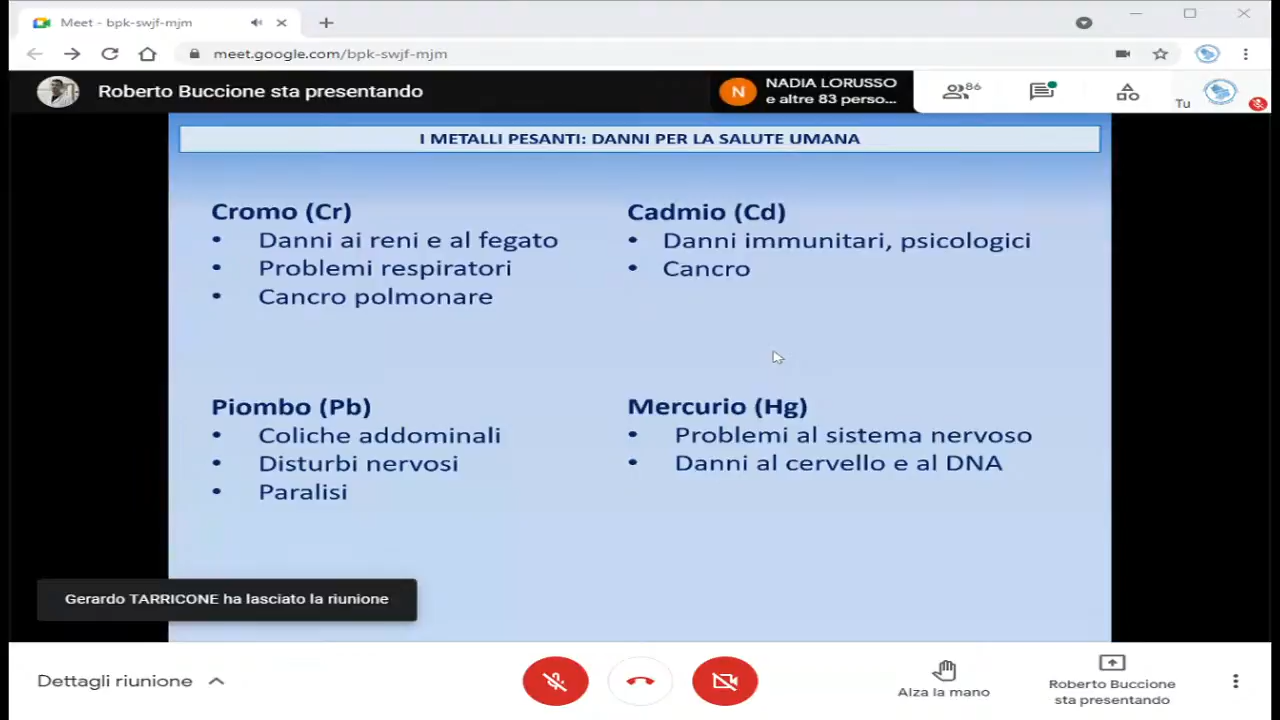 Meet - bpk-swjf-mjm
meet.google.com/bpk-swjf-mjm
Roberto Buccione sta presentando
N
NADIA LORUSSO
e altre 83 perso...
86
Tu
I METALLI PESANTI: DANNI PER LA SALUTE UMANA
Cromo (Cr)
• Danni ai reni e al fegato
• Problemi respiratori
• Cancro polmonare
Cadmio (Cd)
• Danni immunitari, psicologici
• Cancro
Piombo (Pb)
• Coliche addominali
• Disturbi nervosi
• Paralisi
Mercurio (Hg)
• Problemi al sistema nervoso
• Danni al cervello e al DNA
Gerardo TARRICONE ha lasciato la riunione
Dettagli riunione
Alza la mano
Roberto Buccione
sta presentando